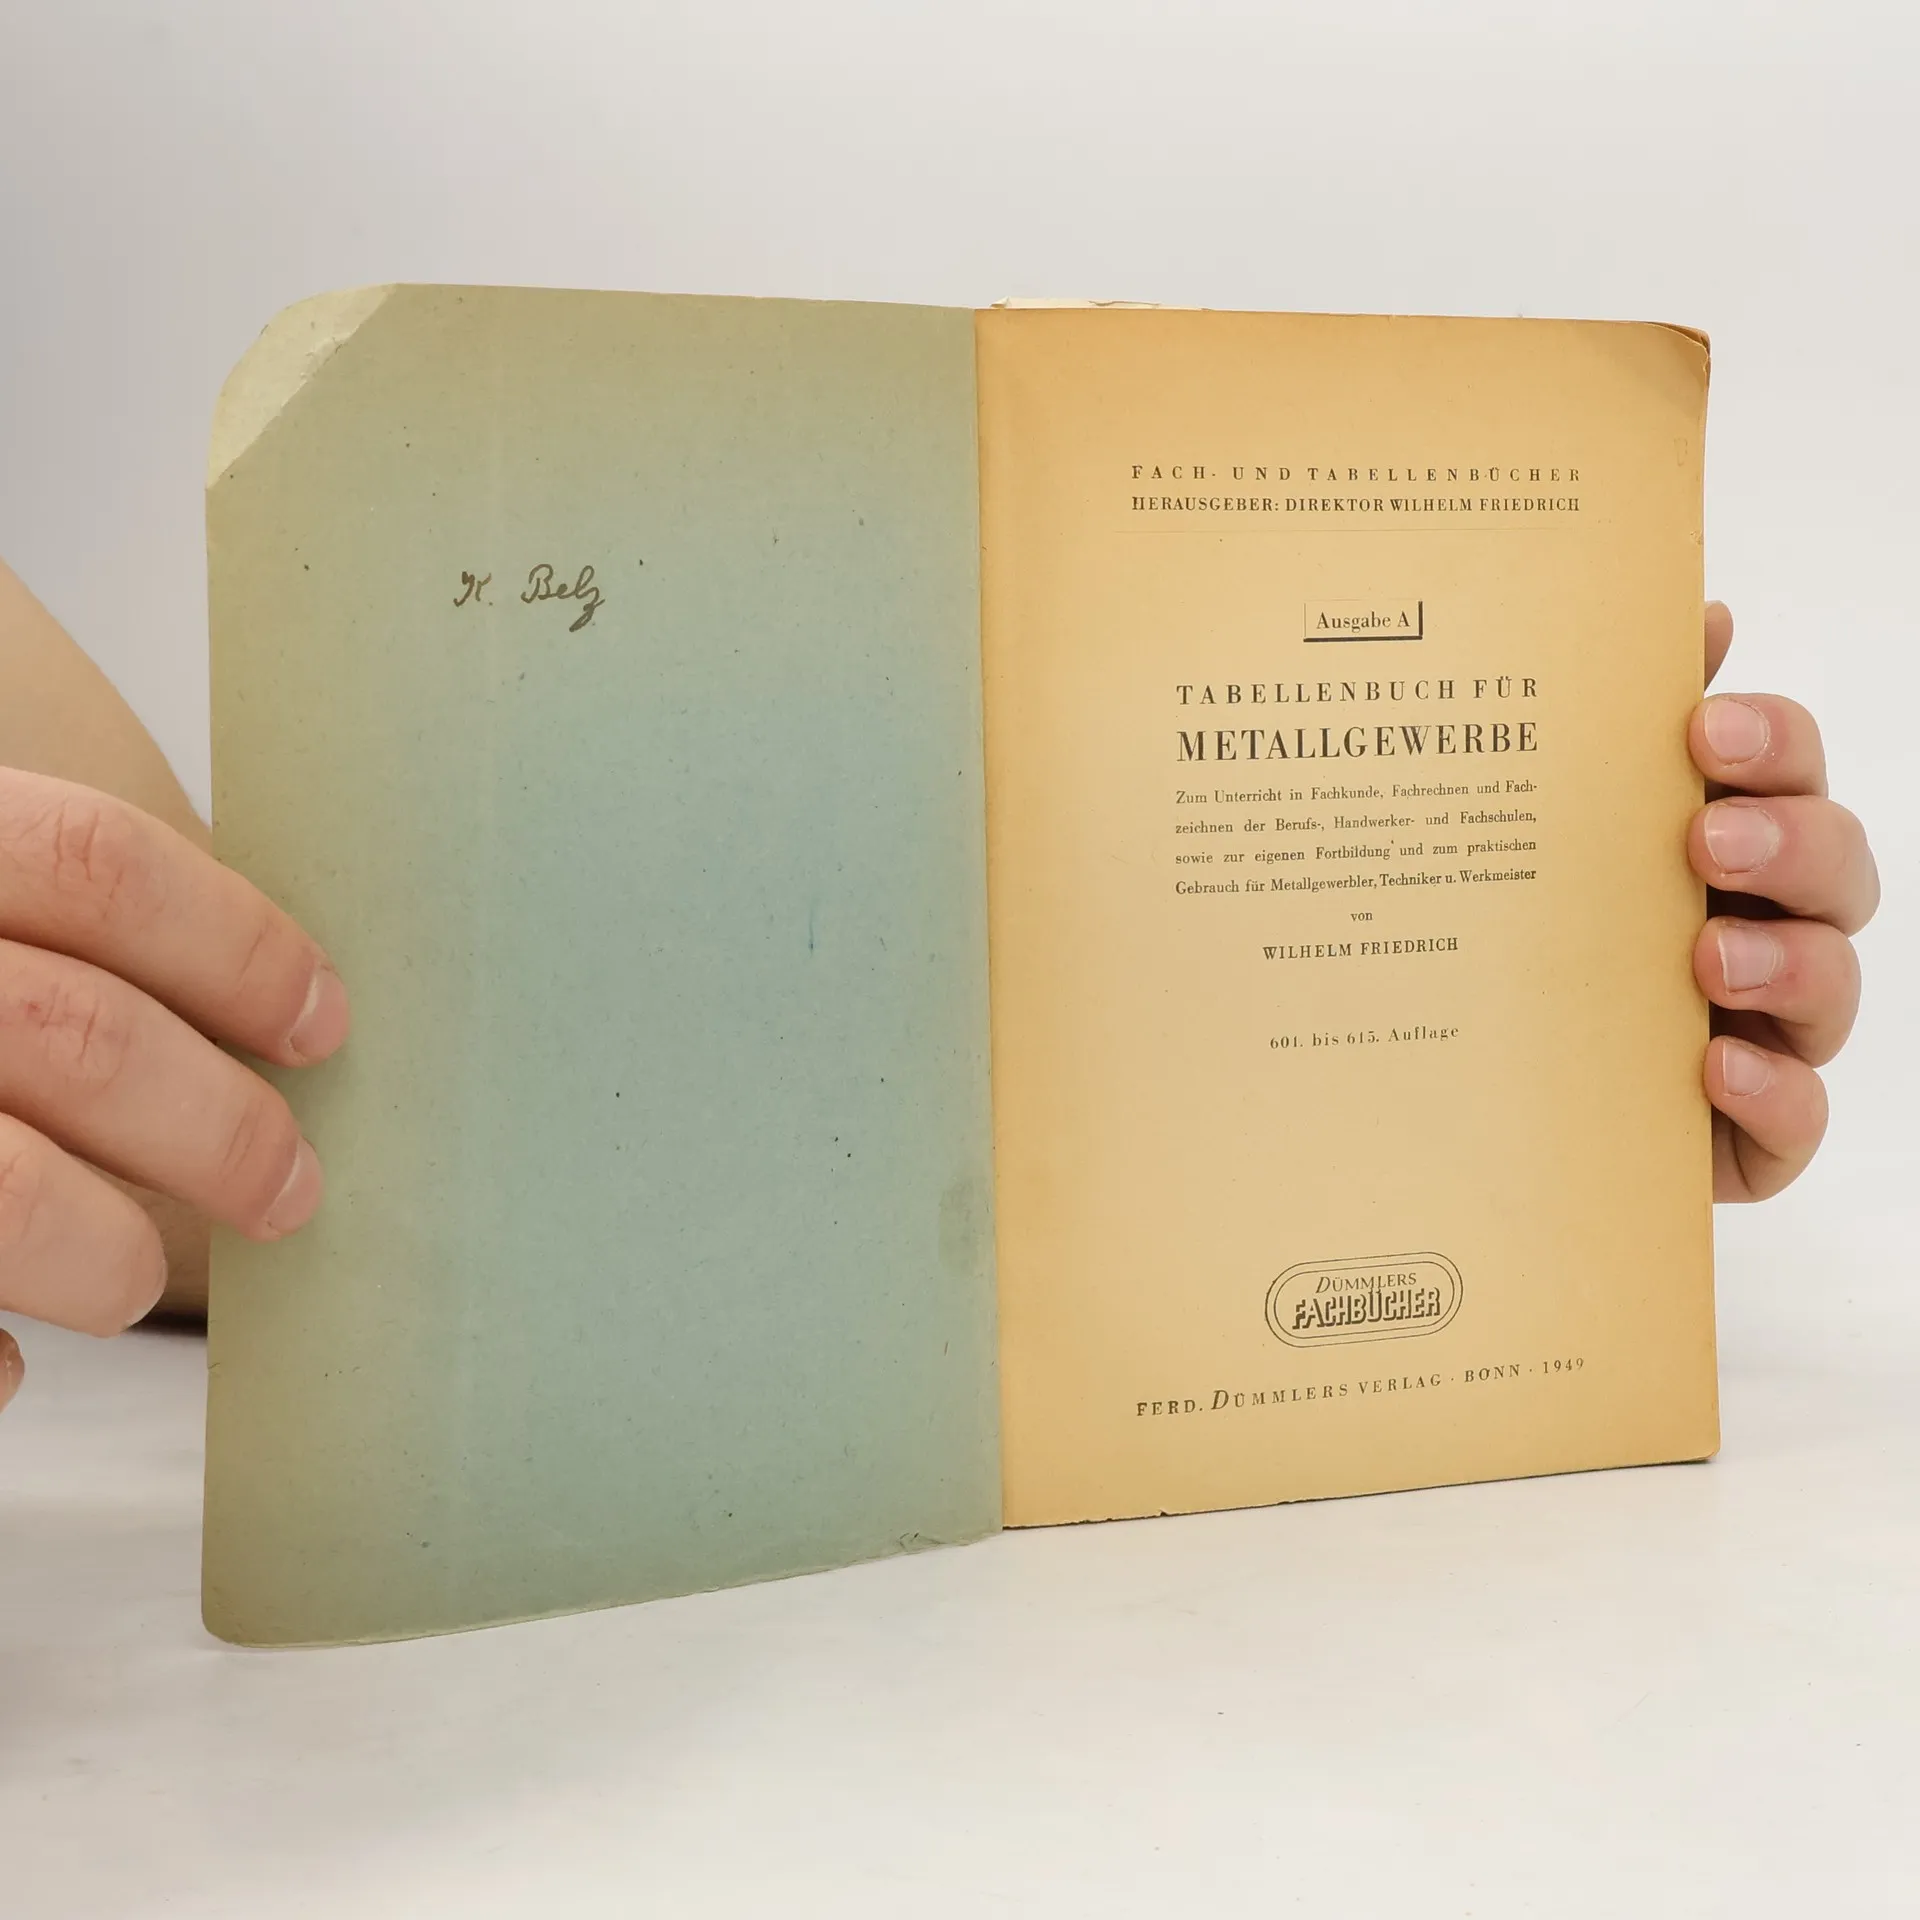 K. Belz
FACH- UND TABELLENBÜCHER
HERAUSGEBER: DIREKTOR WILHELM FRIEDRICH
Ausgabe A
TABELLENBUCH FÜR
METALLGEWERBE
Zum Unterricht in Fachkunde, Fachrechnen und Fach-
zeichnen der Berufs-, Handwerker- und Fachschulen,
sowie zur eigenen Fortbildung und zum praktischen
Gebrauch für Metallgewerbler, Techniker u. Werkmeister
von
WILHELM FRIEDRICH
601. bis 615. Auflage
DÜMMLERS
FACHBÜCHER
FERD. DÜMMLERS VERLAG · BONN · 1949